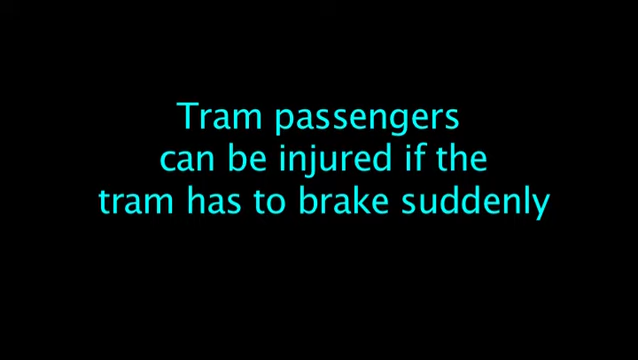 Tram passengers
can be injured if the
tram has to brake suddenly